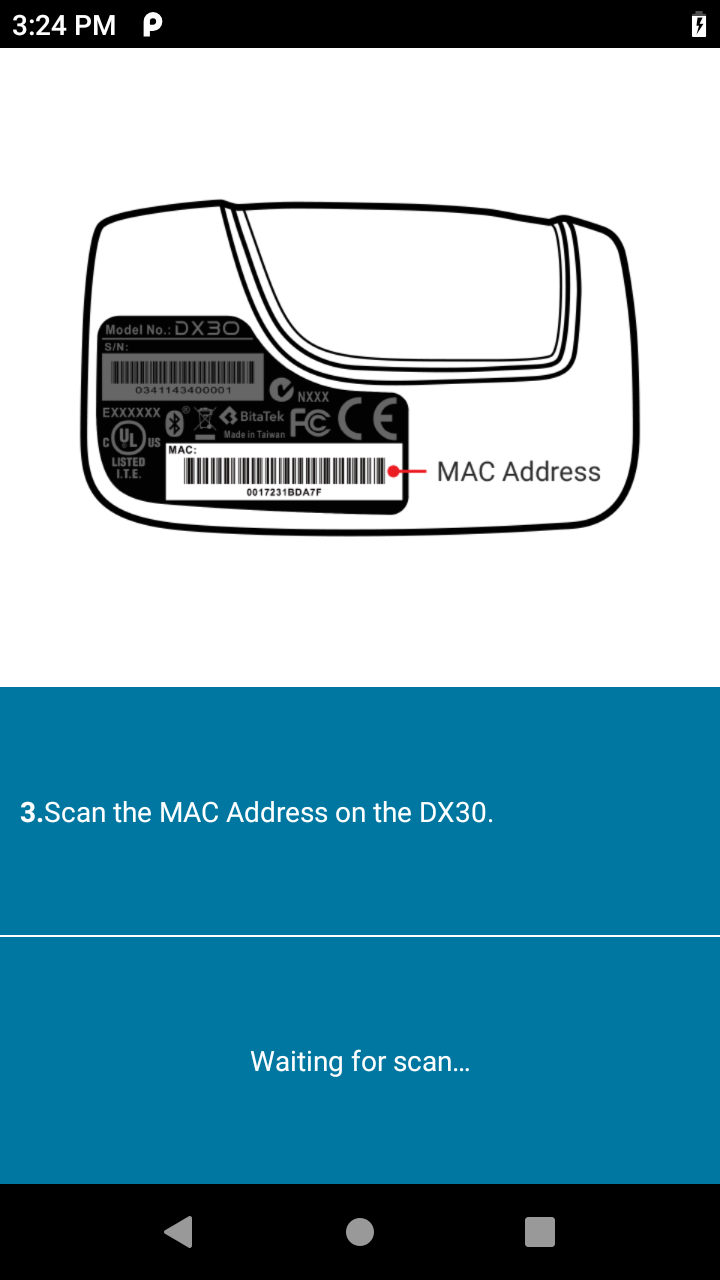 3:24 PM
Model No.: DX30
S/N:
0341143400001
NXXX
EXXXXXX
® BitaTek FC CE
Made in Taiwan
C UL US
LISTED
I.T.E.
MAC:
0017231BDA7F
MAC Address
3.Scan the MAC Address on the DX30.
Waiting for scan…